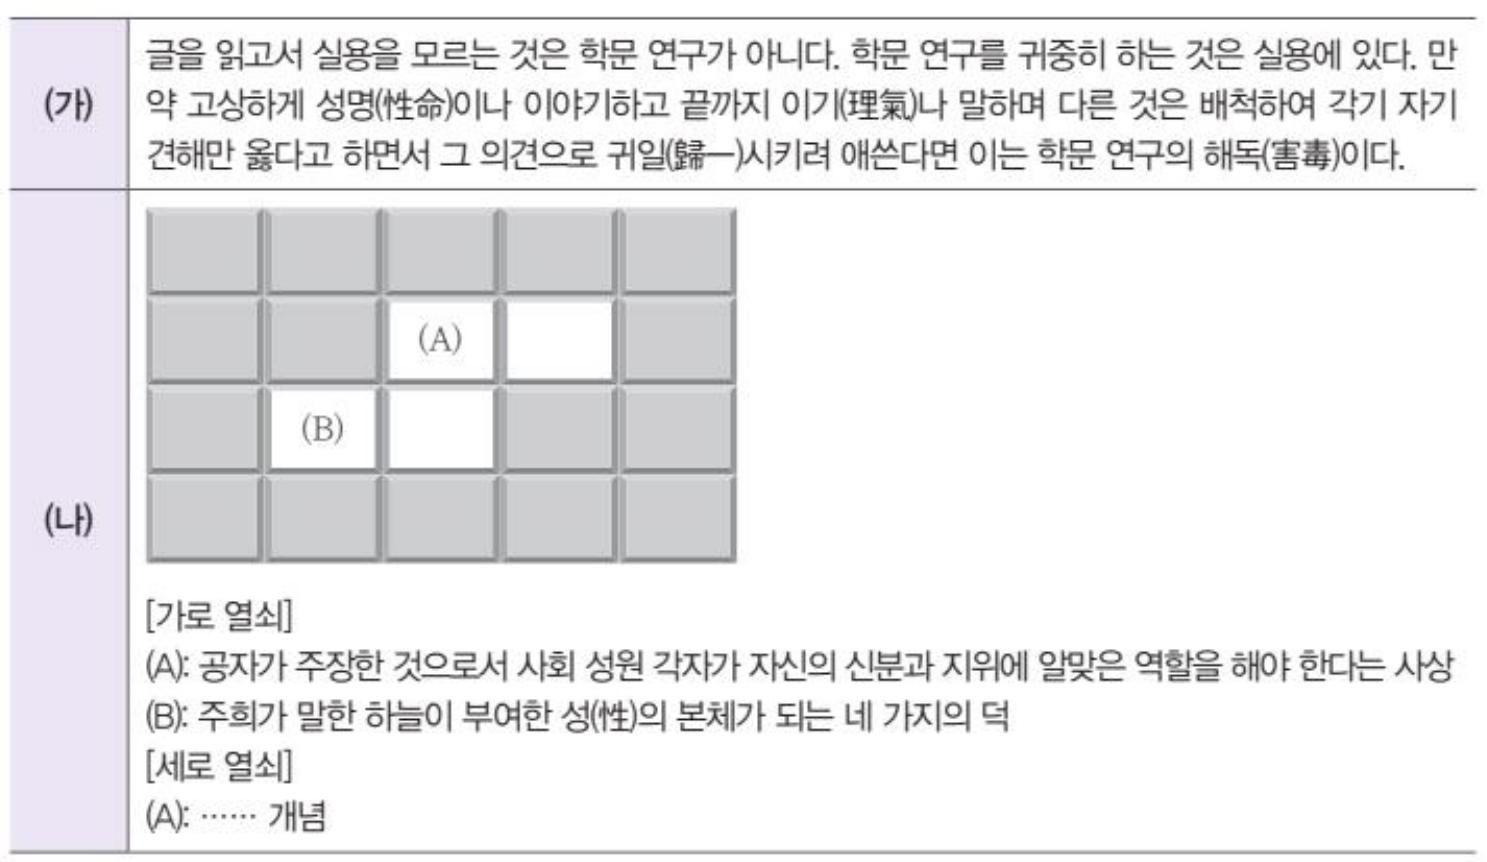 (가)
글을 읽고서 실용을 모르는 것은 학문 연구가 아니다. 학문 연구를 귀중히 하는 것은 실용에 있다. 만
약 고상하게 성명(性命)이나 이야기하고 끝까지 이기(理氣)나 말하며 다른 것은 배척하여 각기 자기
견해만 옳다고 하면서 그 의견으로 귀일(歸一)시키려 애쓴다면 이는 학문 연구의 해독(害毒)이다.
(나)
(A)
(B)
[가로 열쇠]
(A): 공자가 주장한 것으로서 사회 성원 각자가 자신의 신분과 지위에 알맞은 역할을 해야 한다는 사상
(B): 주희가 말한 하늘이 부여한 성(性)의 본체가 되는 네 가지의 덕
[세로 열쇠]
(A): …… 개념